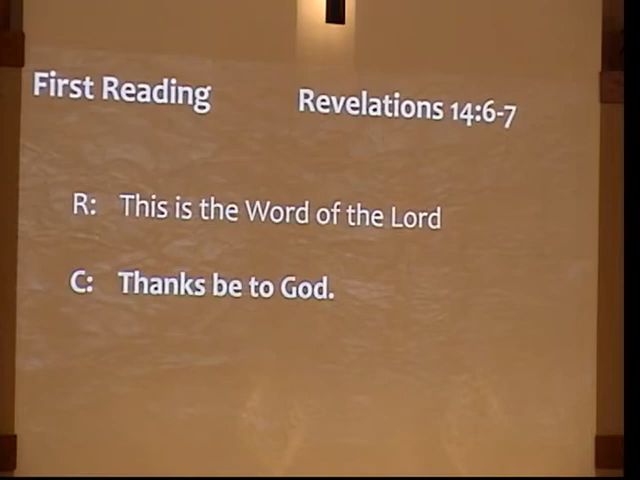 First Reading Revelations 14:6-7
R: This is the Word of the Lord
C: Thanks be to God.